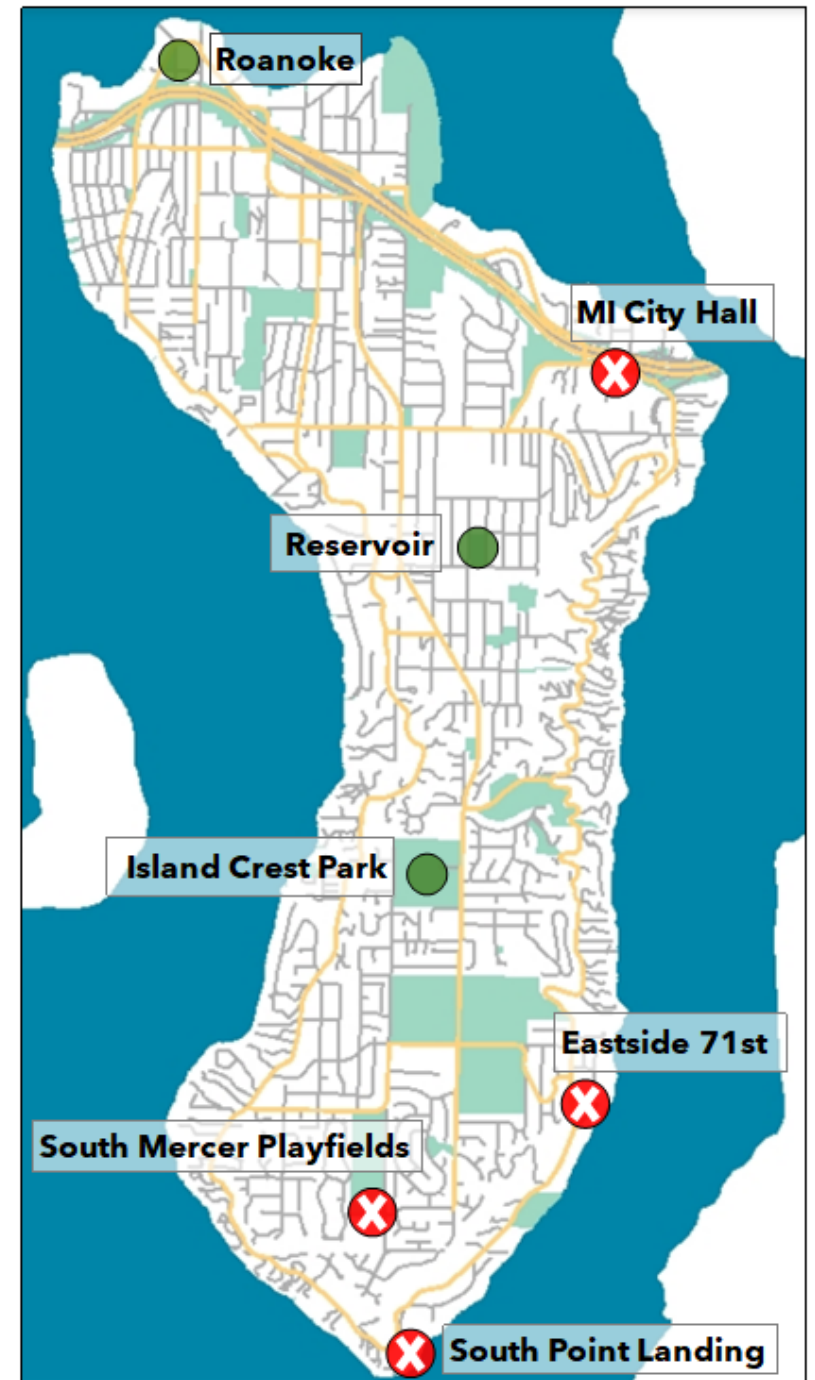 Roanoke
MI City Hall
Reservoir
Island Crest Park
Eastside 71st
South Mercer Playfields
South Point Landing